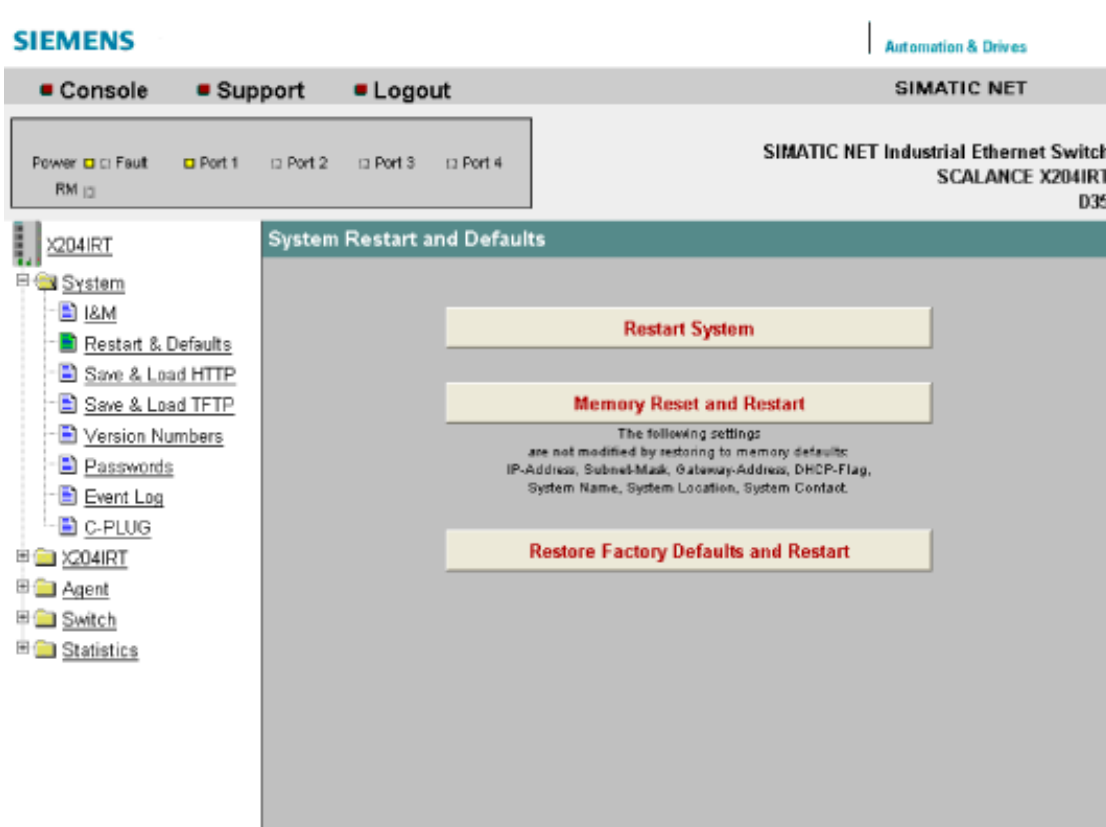 SIEMENS
Automation & Drives
Console Support Logout SIMATIC NET
Power Fault Port 1 Port 2 Port 3 Port 4
RM
SIMATIC NET Industrial Ethernet Switch
SCALANCE X204IRT
D35
X204IRT
System
I&M
Restart & Defaults
Save & Load HTTP
Save & Load TFTP
Version Numbers
Passwords
Event Log
C-PLUG
X204IRT
Agent
Switch
Statistics
System Restart and Defaults
Restart System
Memory Reset and Restart
The following settings
are not modified by restoring to memory defaults:
IP-Address, Subnet-Mask, Gateway-Address, DHCP-Flag,
System Name, System Location, System Contact.
Restore Factory Defaults and Restart